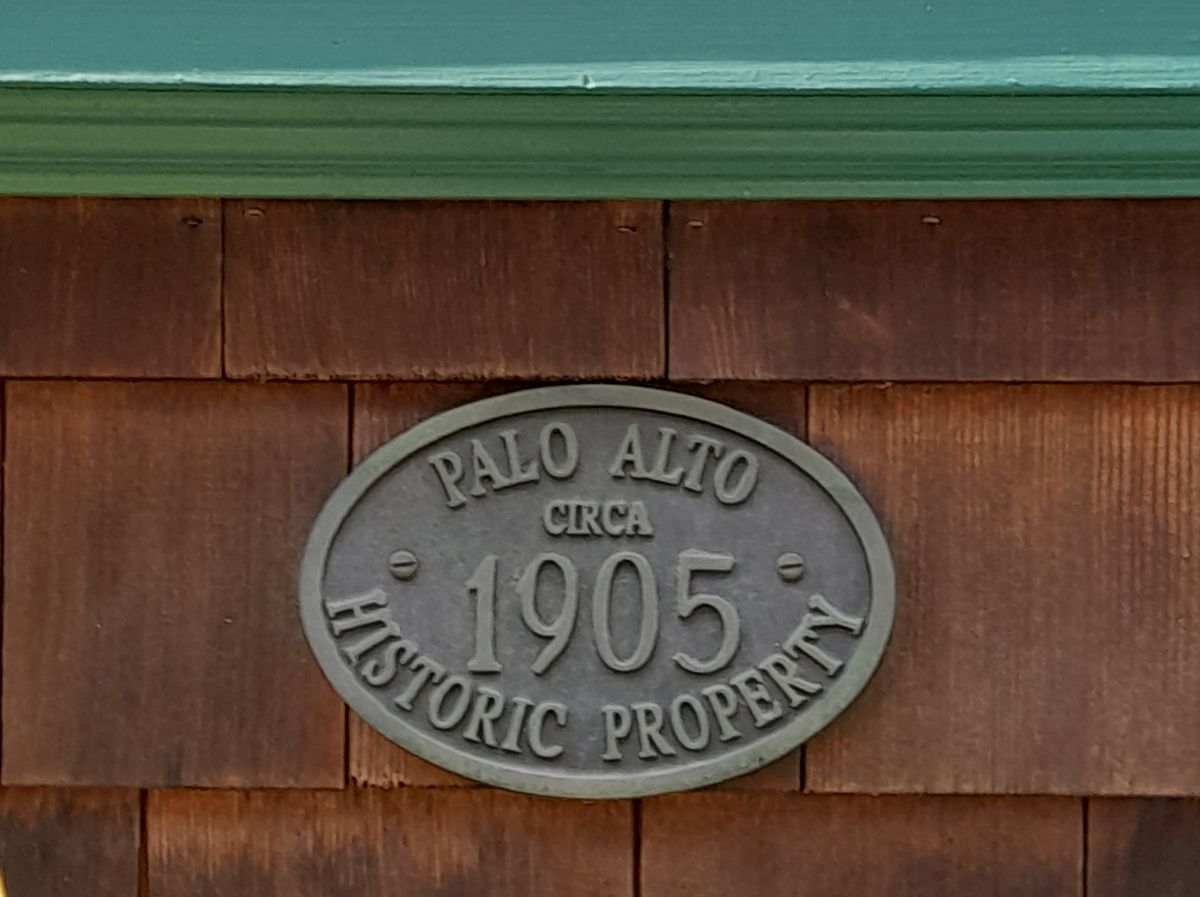 PALO ALTO
CIRCA
1905
HISTORIC PROPERTY